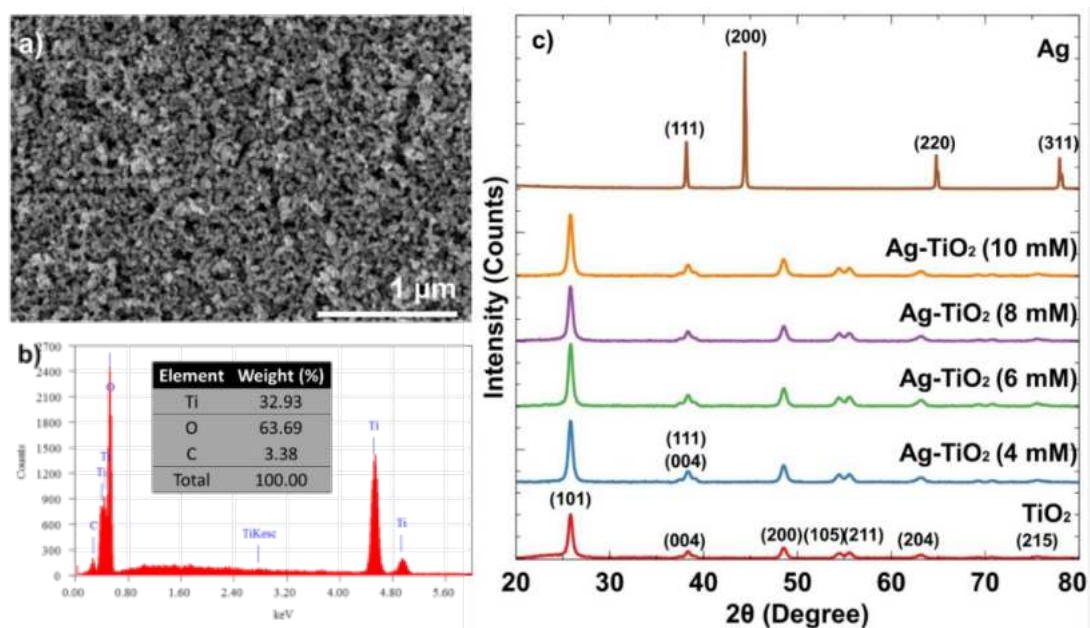 a)
1 μm
b)
Counts
2700
2400
2100
1800
1500
1200
900
600
300
0
C
Ti
O
TiKesc
Ti
Ti
Element Weight (%)
Ti 32.93
O 63.69
C 3.38
Total 100.00
0.00 0.80 1.60 2.40 3.20 4.00 4.80 5.60
keV
c)
Intensity (Counts)
(200)
Ag
(111)
(220)
(311)
Ag-TiO₂ (10 mM)
Ag-TiO₂ (8 mM)
Ag-TiO₂ (6 mM)
(111)
(004)
Ag-TiO₂ (4 mM)
(101)
TiO₂
(004)
(200)(105)(211)
(204)
(215)
20 30 40 50 60 70 80
2θ (Degree)